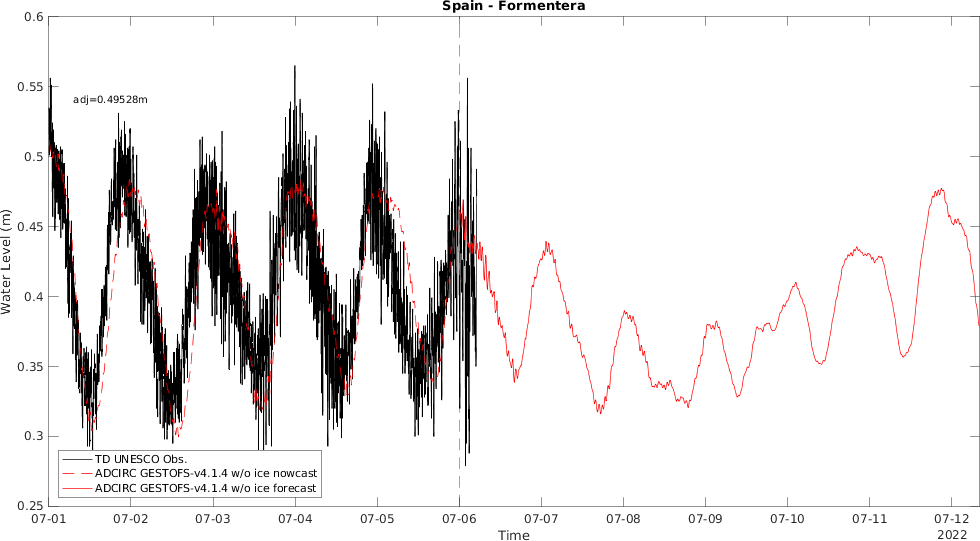 Spain - Formentera
0.6
0.55
0.5
0.45
0.4
0.35
0.3
0.25
Water Level (m)
adj=0.49528m
TD UNESCO Obs.
ADCIRC GESTOFS-v4.1.4 w/o ice nowcast
ADCIRC GESTOFS-v4.1.4 w/o ice forecast
07-01 07-02 07-03 07-04 07-05 07-06 07-07 07-08 07-09 07-10 07-11 07-12
Time
2022